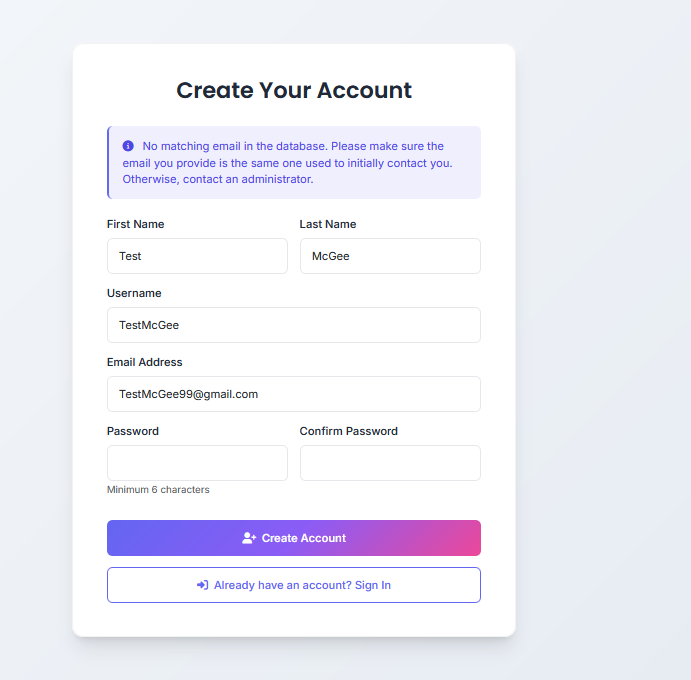 Create Your Account
No matching email in the database. Please make sure the
email you provide is the same one used to initially contact you.
Otherwise, contact an administrator.
First Name
Last Name
Test
McGee
Username
TestMcGee
Email Address
TestMcGee99@gmail.com
Password
Confirm Password
Minimum 6 characters
Create Account
Already have an account? Sign In